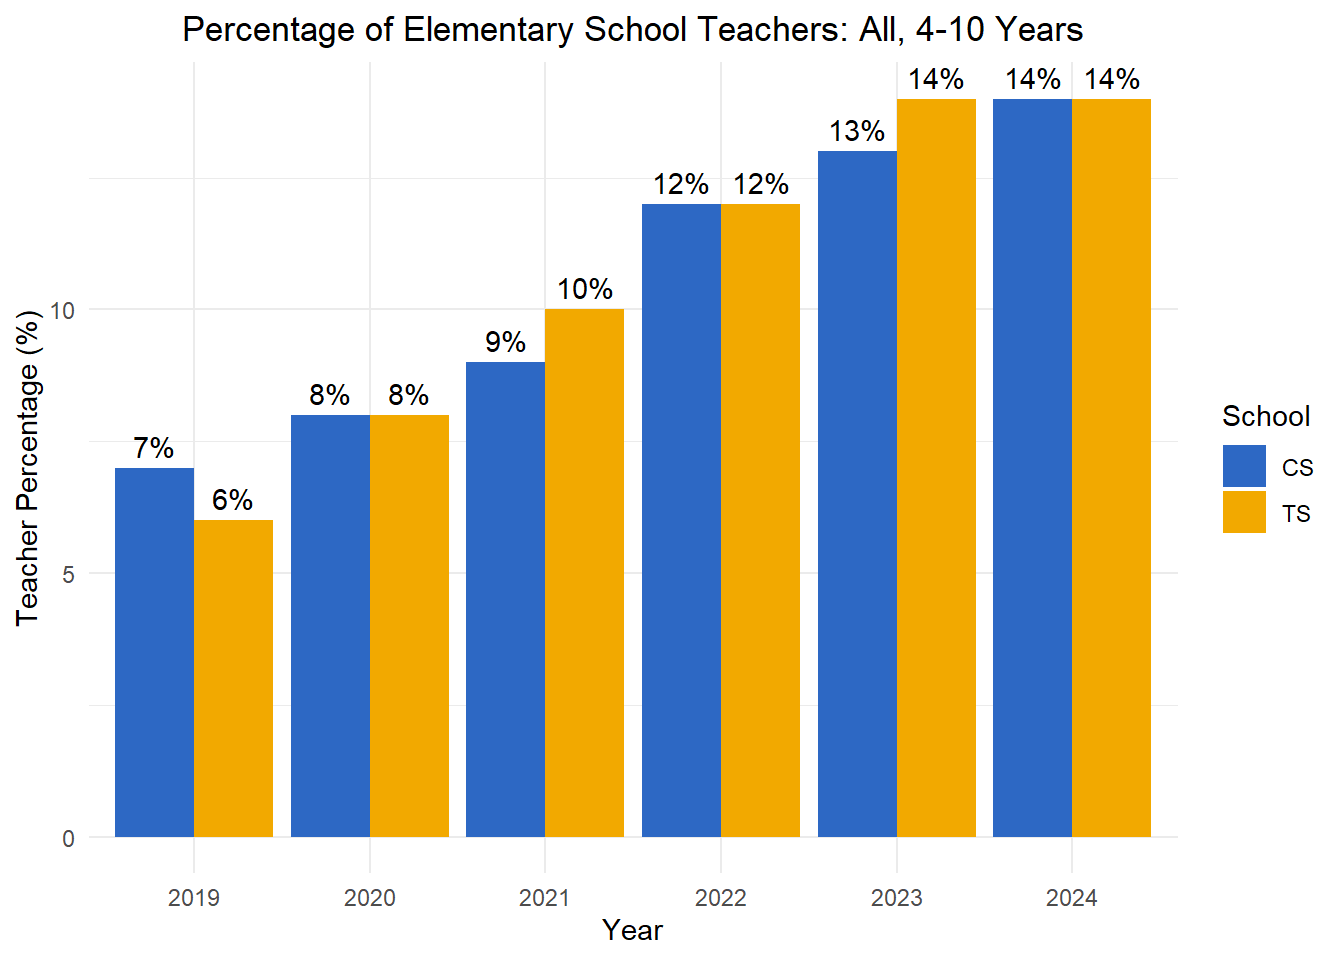 Percentage of Elementary School Teachers: All, 4-10 Years
14% 14% 14%
13%
12% 12%
10%
9%
8% 8%
7%
6%
10
5
0
Teacher Percentage (%)
2019 2020 2021 2022 2023 2024
Year
School
CS
TS